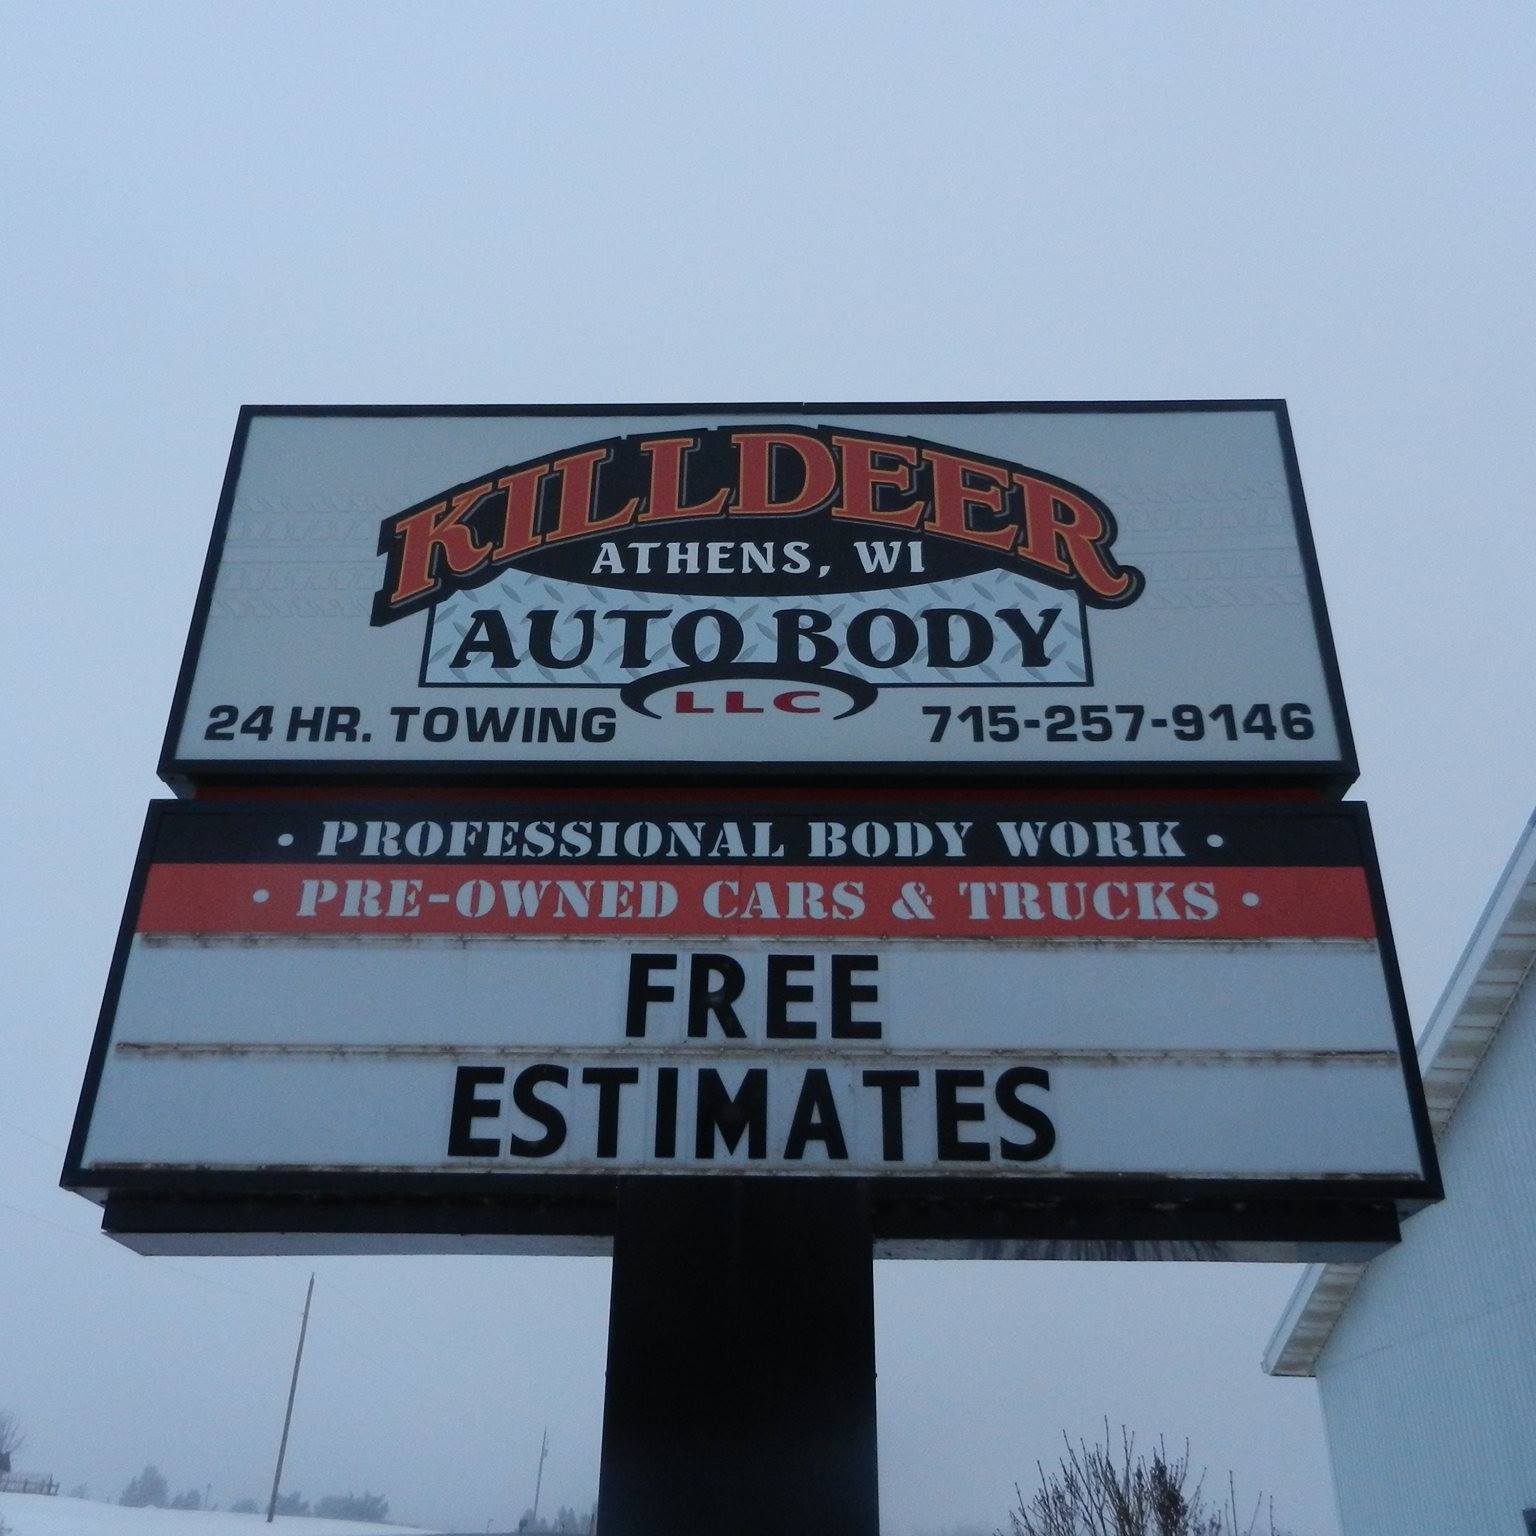 KILLDEER
ATHENS, WI
AUTO BODY
LLC
24 HR. TOWING 715-257-9146
• PROFESSIONAL BODY WORK •
• PRE-OWNED CARS & TRUCKS •
FREE
ESTIMATES